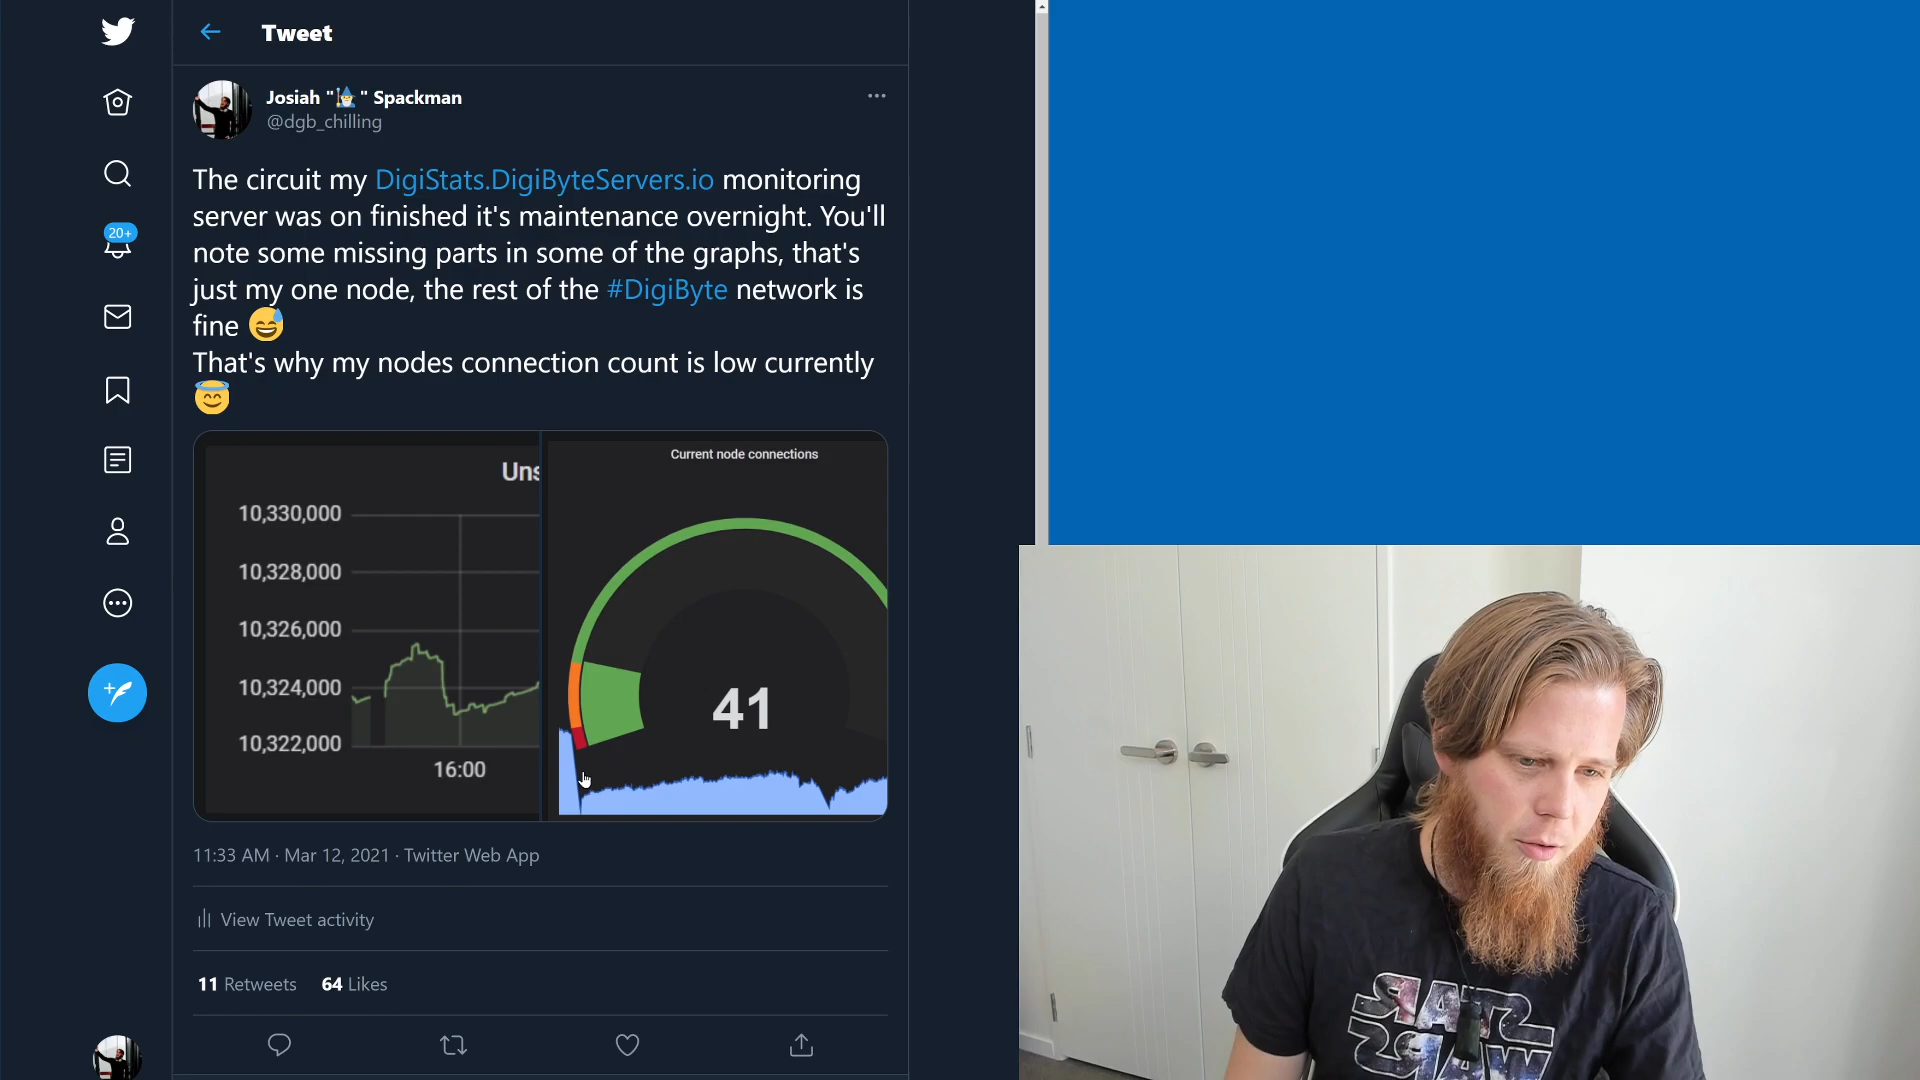 Tweet
Josiah "🧙‍♂️" Spackman
@dgb_chilling
The circuit my DigiStats.DigiByteServers.io monitoring
server was on finished it's maintenance overnight. You'll
note some missing parts in some of the graphs, that's
just my one node, the rest of the #DigiByte network is
fine 😅
That's why my nodes connection count is low currently
😇
20+
Uns
10,330,000
10,328,000
10,326,000
10,324,000
10,322,000
16:00
Current node connections
41
11:33 AM · Mar 12, 2021 · Twitter Web App
View Tweet activity
11 Retweets 64 Likes
STAR
WARS